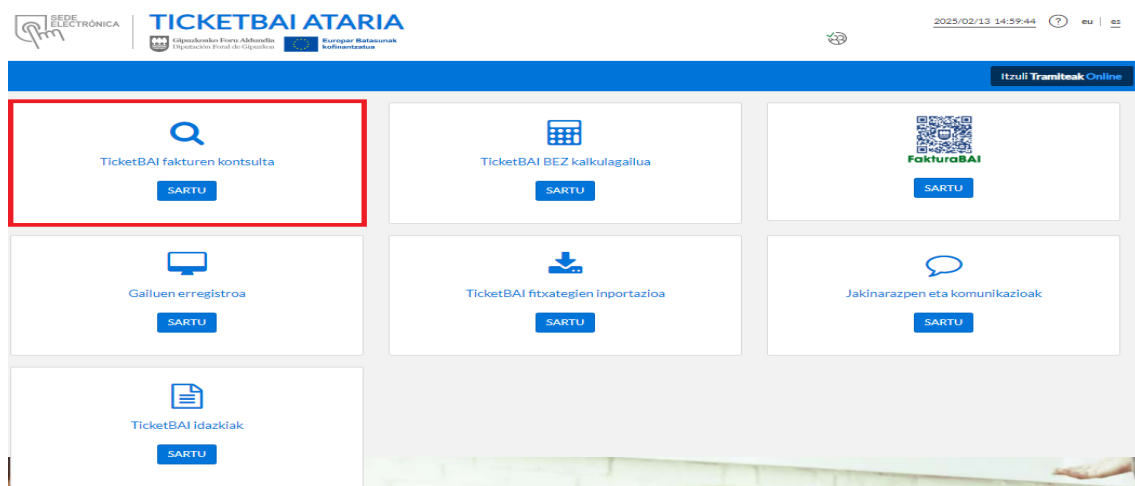 SEDE
ELECTRÓNICA
TICKETBAI ATARIA
Gipuzkoako Foru Aldundia
Diputación Foral de Gipuzkoa
Europar Batasunak
kofinantzatua
2025/02/13 14:59:44 ? eu | es
Itzuli Tramiteak Online
TicketBAI fakturen kontsulta
SARTU
TicketBAI BEZ kalkulagailua
SARTU
FakturaBAI
SARTU
Gailuen erregistroa
SARTU
TicketBAI fitxategien inportazioa
SARTU
Jakinarazpen eta komunikazioak
SARTU
TicketBAI idazkiak
SARTU